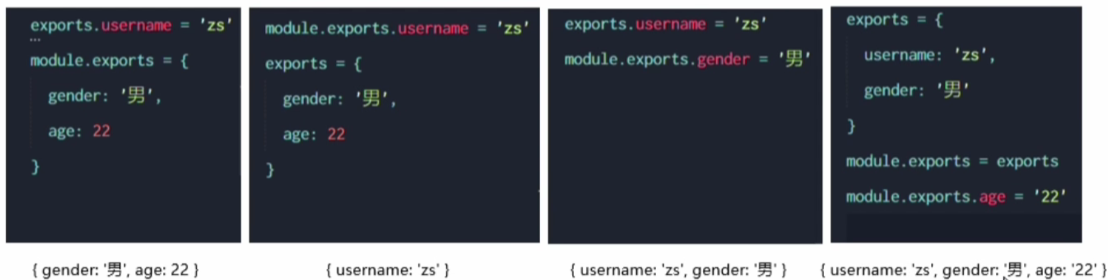 exports.username = 'zs'
module.exports = {
gender: '男',
age: 22
}
{ gender: '男', age: 22 }
module.exports.username = 'zs'
exports = {
gender: '男',
age: 22
}
{ username: 'zs' }
exports.username = 'zs'
module.exports.gender = '男'
{ username: 'zs', gender: '男' }
exports = {
username: 'zs',
gender: '男'
}
module.exports = exports
module.exports.age = '22'
{ username: 'zs', gender: '男', age: '22' }